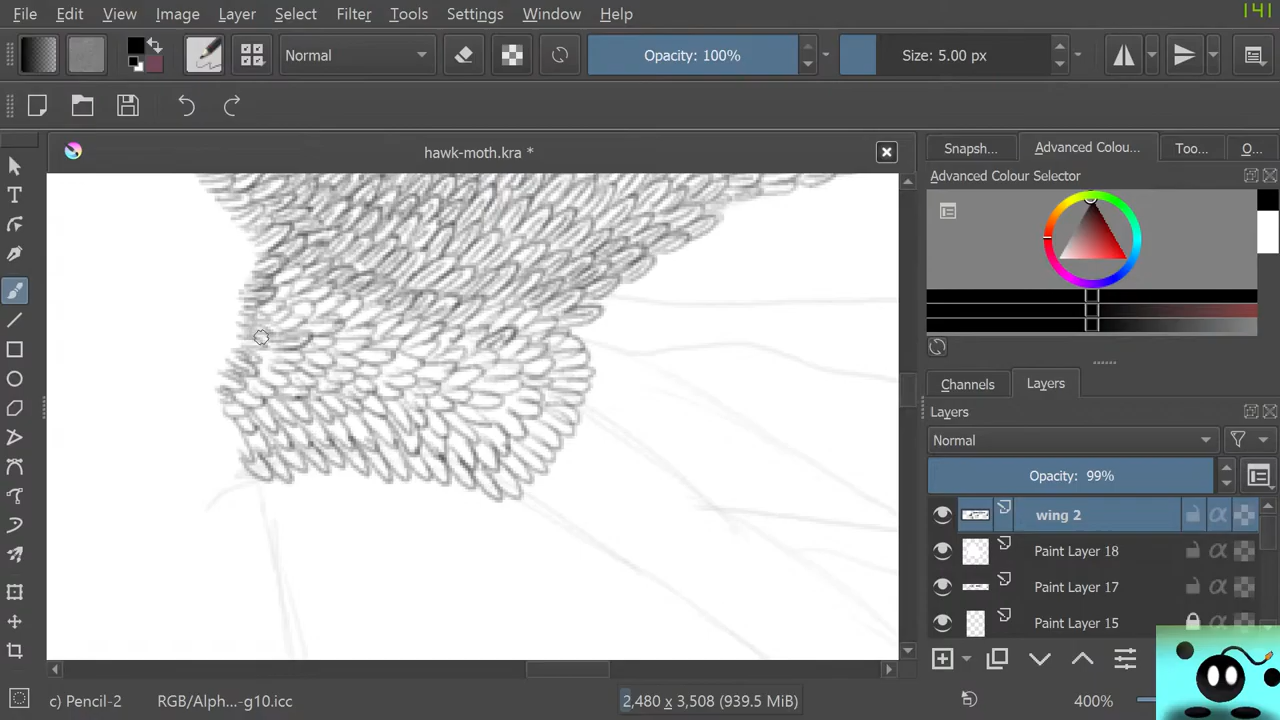 141
File Edit View Image Layer Select Filter Tools Settings Window Help
Normal Opacity: 100% Size: 5.00 px
hawk-moth.kra *
Snapsh... Advanced Colou... Too... O...
Advanced Colour Selector
Channels Layers
Layers
Normal
Opacity: 99%
wing 2
Paint Layer 18
Paint Layer 17
Paint Layer 15
c) Pencil-2 RGB/Alph...-g10.icc 2,480 x 3,508 (939.5 MiB) 400%